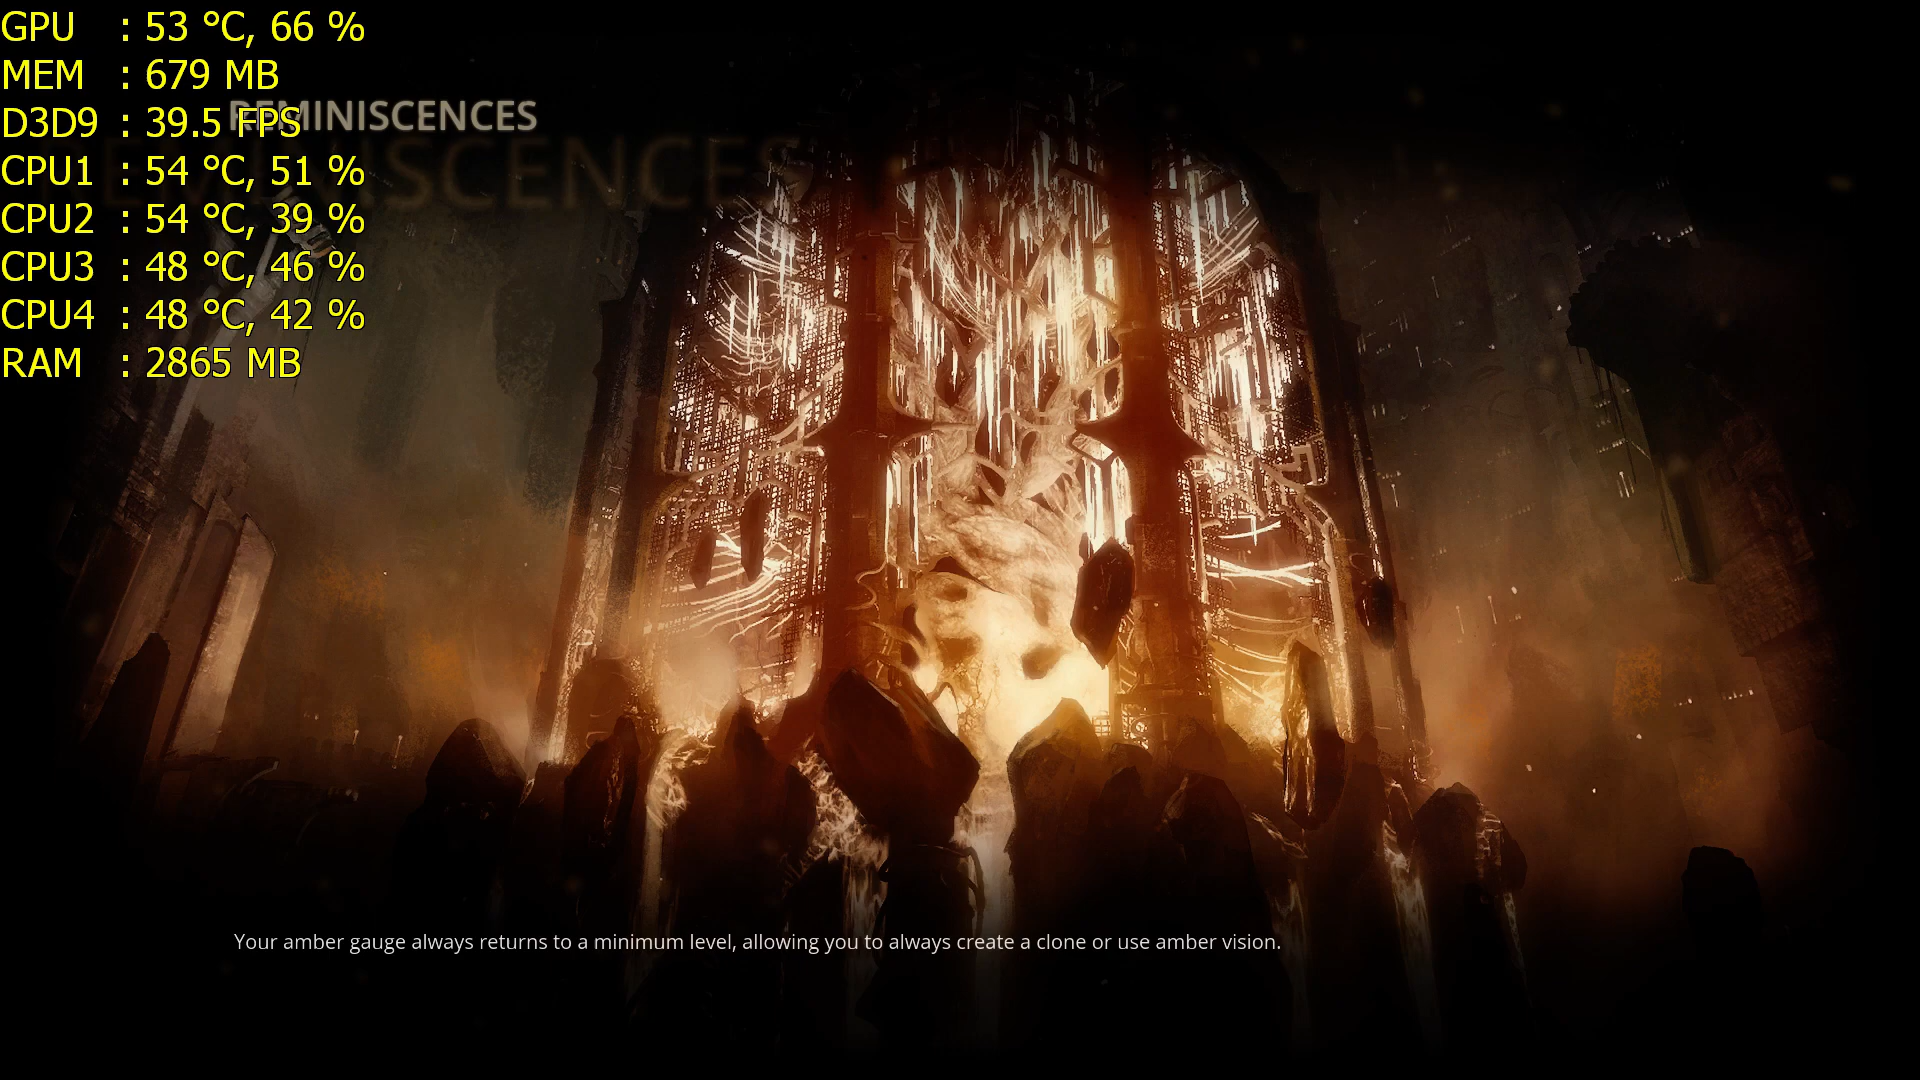 GPU : 53 °C, 66 %
MEM : 679 MB
REMINISCENCES
D3D9 : 39.5 FPS
REMINISCENCES
CPU1 : 54 °C, 51 %
CPU2 : 54 °C, 39 %
CPU3 : 48 °C, 46 %
CPU4 : 48 °C, 42 %
RAM : 2865 MB
Your amber gauge always returns to a minimum level, allowing you to always create a clone or use amber vision.